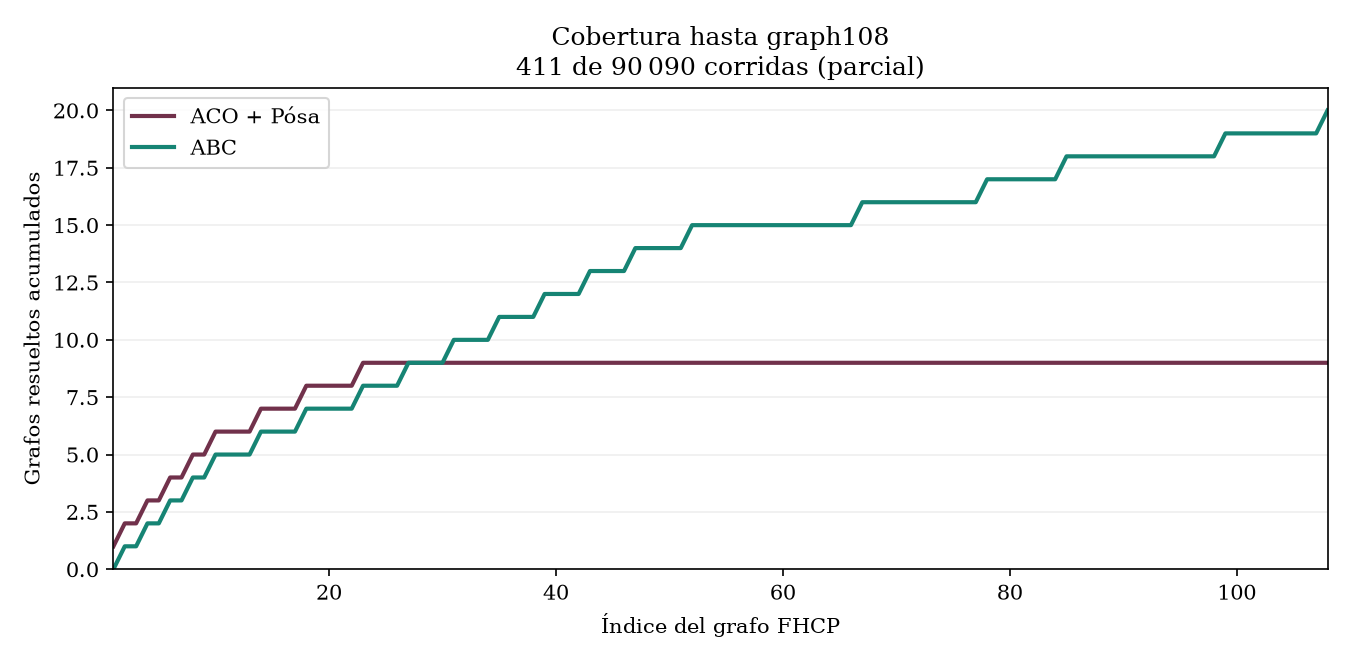 Cobertura hasta graph108
411 de 90 090 corridas (parcial)
ACO + Pósa
ABC
Grafos resueltos acumulados
20.0
17.5
15.0
12.5
10.0
7.5
5.0
2.5
0.0
20
40
60
80
100
Índice del grafo FHCP